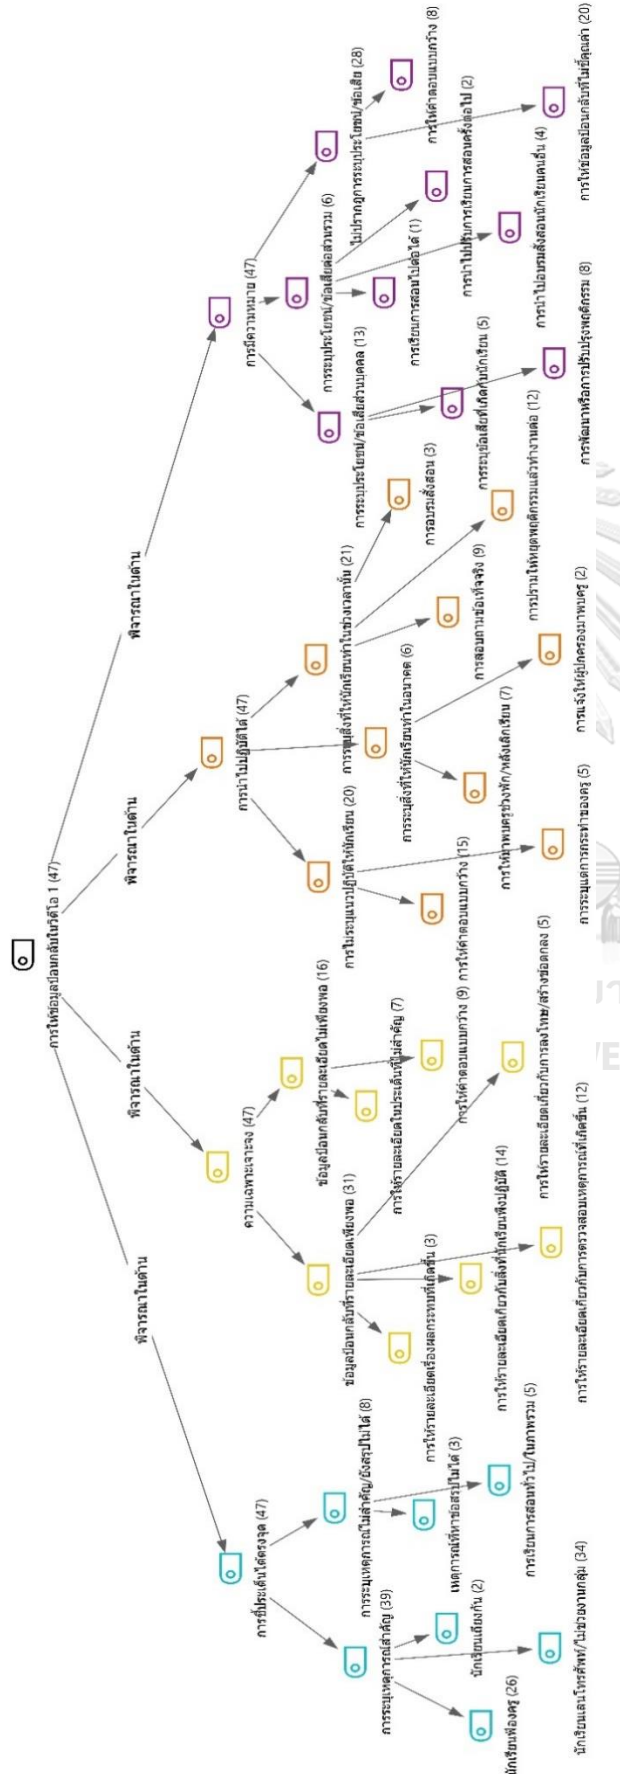 การให้ข้อมูลป้อนกลับในวิดีโอ 1 (47)
พิจารณาในด้าน
พิจารณาในด้าน
พิจารณาในด้าน
พิจารณาในด้าน
การชี้ประเด็นได้ตรงจุด (47)
ความเฉพาะเจาะจง (47)
การนำไปปฏิบัติได้ (47)
การมีความหมาย (47)
การระบุเหตุการณ์สำคัญ (39)
การระบุเหตุการณ์ไม่สำคัญ/ยังสรุปไม่ได้ (8)
ข้อมูลป้อนกลับที่รายละเอียดเพียงพอ (31)
ข้อมูลป้อนกลับที่รายละเอียดไม่เพียงพอ (16)
การไม่ระบุแนวปฏิบัติให้นักเรียน (20)
การระบุสิ่งที่ให้นักเรียนทำในอนาคต (6)
การระบุสิ่งที่ให้นักเรียนทำในช่วงเวลานั้น (21)
การระบุประโยชน์/ข้อเสียส่วนบุคคล (13)
การระบุประโยชน์/ข้อเสียต่อส่วนรวม (6)
ไม่ปรากฏการระบุประโยชน์/ข้อเสีย (28)
นักเรียนฟ้องครู (26)
นักเรียนเล่นโทรศัพท์/ไม่ช่วยงานกลุ่ม (34)
นักเรียนเถียงกัน (2)
เหตุการณ์ที่หาข้อสรุปไม่ได้ (3)
การเรียนการสอนทั่วไป/ในภาพรวม (5)
การให้รายละเอียดเรื่องผลกระทบที่เกิดขึ้น (3)
การให้รายละเอียดเกี่ยวกับสิ่งที่นักเรียนพึงปฏิบัติ (14)
การให้รายละเอียดเกี่ยวกับการตรวจสอบเหตุการณ์ที่เกิดขึ้น (12)
การให้รายละเอียดเกี่ยวกับการลงโทษ/สร้างข้อตกลง (5)
การให้รายละเอียดในประเด็นที่ไม่สำคัญ (7)
การให้คำตอบแบบกว้าง (9)
การให้คำตอบแบบกว้าง (15)
การระบุแต่การกระทำของครู (5)
การให้มาพบครูช่วงพัก/หลังเลิกเรียน (7)
การแจ้งให้ผู้ปกครองมาพบครู (2)
การสอบถามข้อเท็จจริง (9)
การปรามให้หยุดพฤติกรรมแล้วทำงานต่อ (12)
การอบรมสั่งสอน (3)
การระบุข้อเสียที่เกิดกับนักเรียน (5)
การพัฒนาหรือการปรับปรุงพฤติกรรม (8)
การเรียนการสอนไปต่อได้ (1)
การนำไปอบรมสั่งสอนนักเรียนคนอื่น (4)
การนำไปปรับการเรียนการสอนครั้งต่อไป (2)
การให้คำตอบแบบกว้าง (8)
การให้ข้อมูลป้อนกลับที่ไม่มีคุณค่า (20)